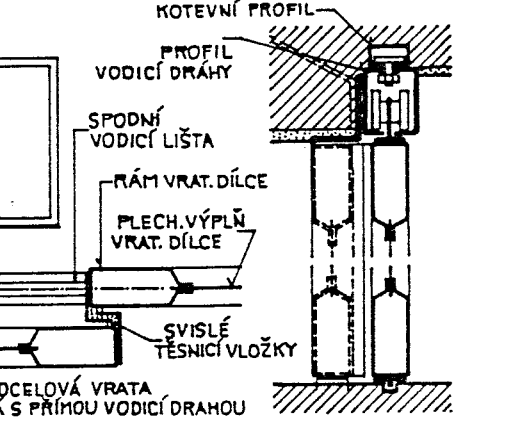 KOTEVNÍ PROFIL
PROFIL
VODICÍ DRÁHY
SPODNÍ
VODICÍ LIŠTA
RÁM VRAT. DÍLCE
PLECH. VÝPLŇ
VRAT. DÍLCE
SVISLÉ
TĚSNICÍ VLOŽKY
OCELOVÁ VRATA
S PŘÍMOU VODICÍ DRAHOU